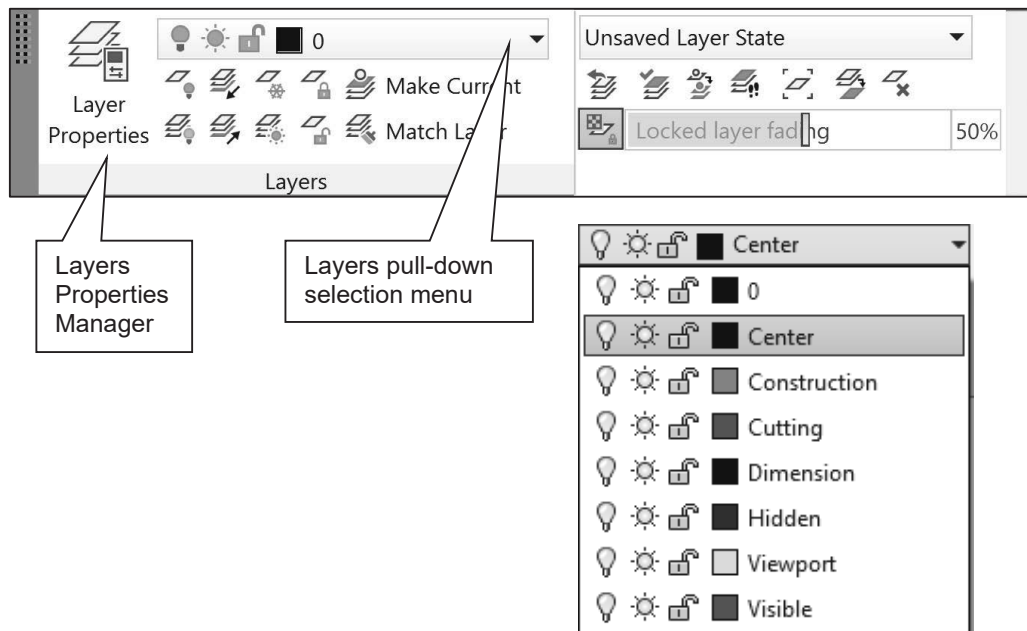 0
Unsaved Layer State
Layer
Properties
Make Current
Match Layer
Locked layer fading
50%
Layers
Layers
Properties
Manager
Layers pull-down
selection menu
Center
0
Center
Construction
Cutting
Dimension
Hidden
Viewport
Visible